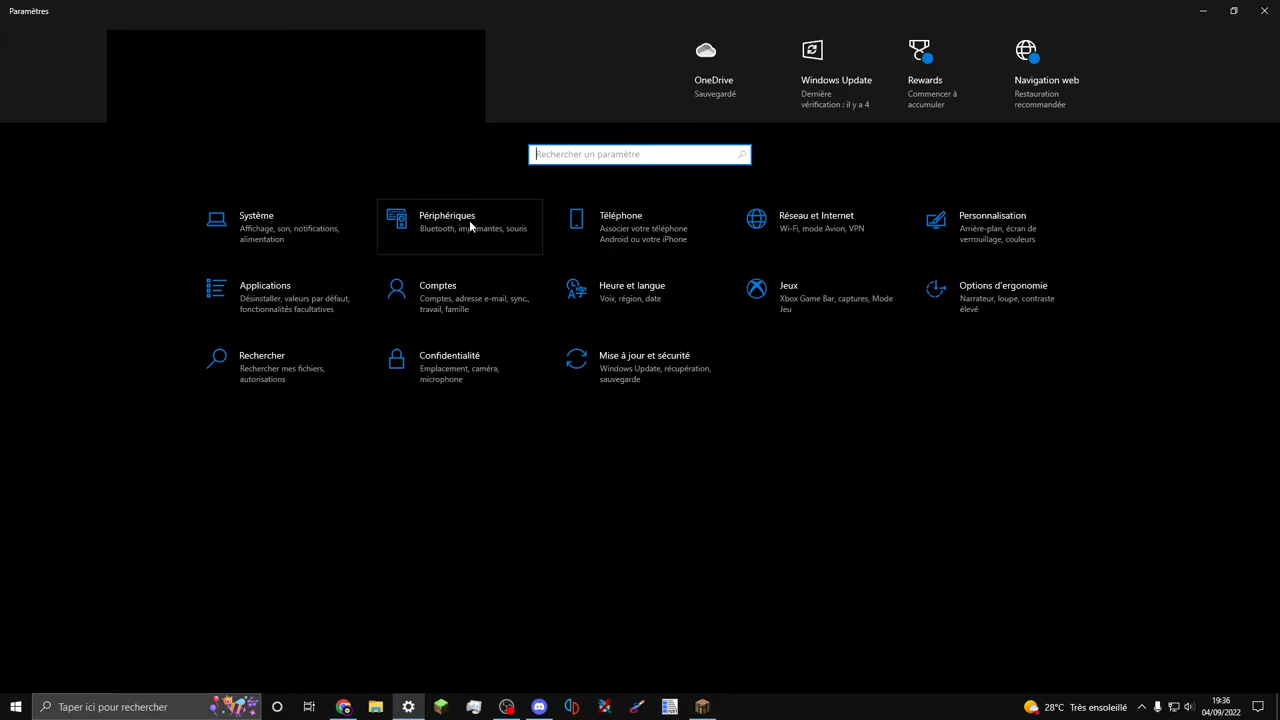 Paramètres
OneDrive
Sauvegardé
Windows Update
Dernière
vérification : il y a 4
Rewards
Commencer à
accumuler
Navigation web
Restauration
recommandée
Rechercher un paramètre
Système
Affichage, son, notifications,
alimentation
Périphériques
Bluetooth, imprimantes, souris
Téléphone
Associer votre téléphone
Android ou votre iPhone
Réseau et Internet
Wi-Fi, mode Avion, VPN
Personnalisation
Arrière-plan, écran de
verrouillage, couleurs
Applications
Désinstaller, valeurs par défaut,
fonctionnalités facultatives
Comptes
Comptes, adresse e-mail, sync.,
travail, famille
Heure et langue
Voix, région, date
Jeux
Xbox Game Bar, captures, Mode
Jeu
Options d'ergonomie
Narrateur, loupe, contraste
élevé
Rechercher
Rechercher mes fichiers,
autorisations
Confidentialité
Emplacement, caméra,
microphone
Mise à jour et sécurité
Windows Update, récupération,
sauvegarde
Taper ici pour rechercher
28°C Très ensoleillé
19:36
04/09/2022